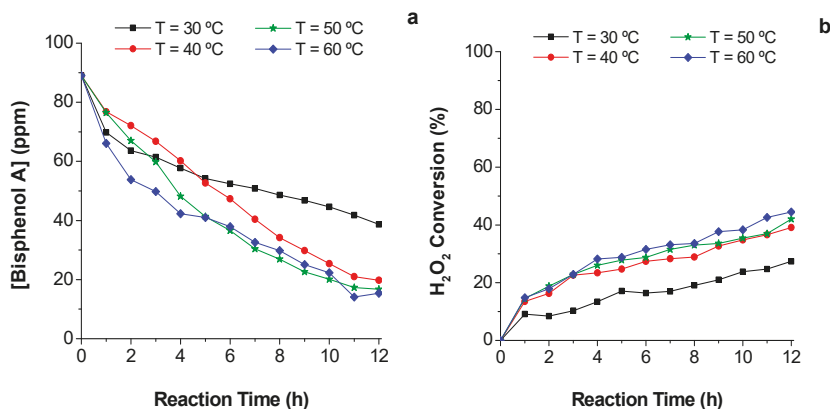 T = 30 ºC
T = 50 ºC
T = 40 ºC
T = 60 ºC
a
100
80
60
40
20
0
[Bisphenol A] (ppm)
0 2 4 6 8 10 12
Reaction Time (h)
T = 30 ºC
T = 50 ºC
T = 40 ºC
T = 60 ºC
b
100
80
60
40
20
0
H₂O₂ Conversion (%)
0 2 4 6 8 10 12
Reaction Time (h)